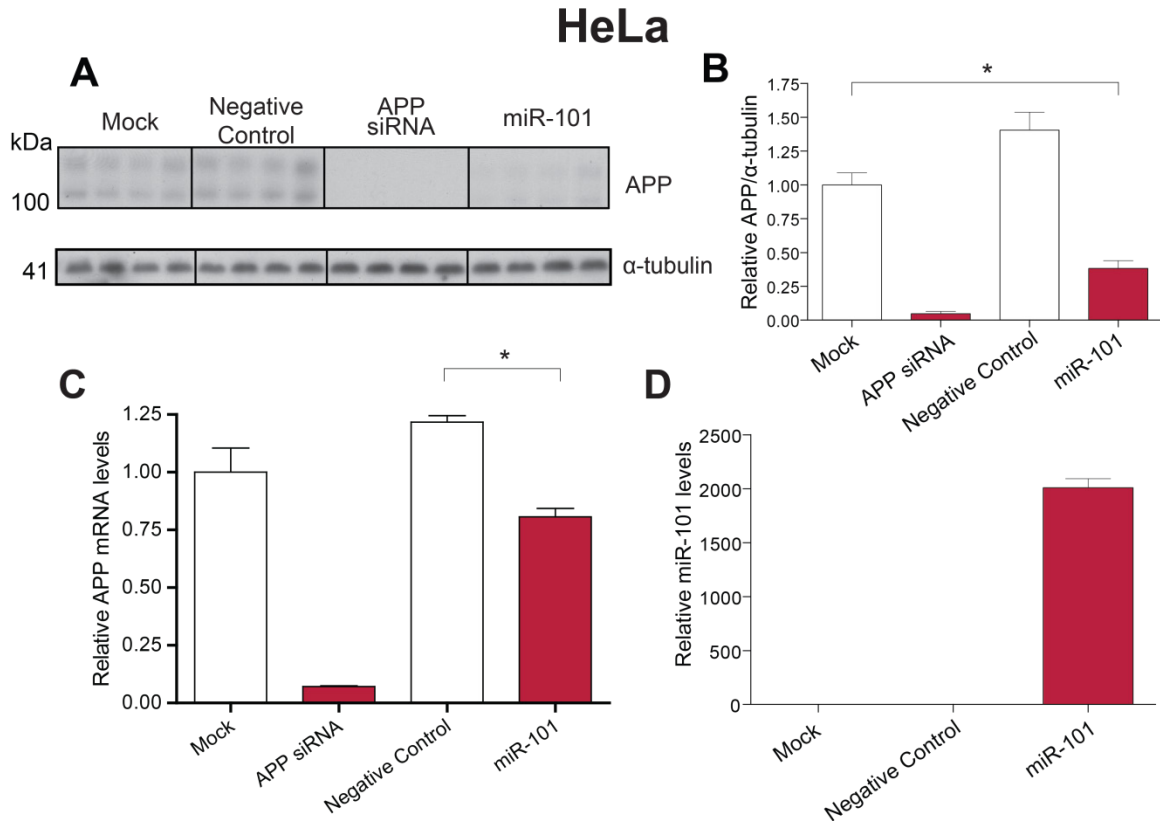 HeLa
A
kDa
Mock
Negative
Control
APP
siRNA
miR-101
100
APP
41
α-tubulin
B
*
Relative APP/α-tubulin
1.75
1.50
1.25
1.00
0.75
0.50
0.25
0.00
Mock
APP siRNA
Negative Control
miR-101
C
*
Relative APP mRNA levels
1.25
1.00
0.75
0.50
0.25
0.00
Mock
APP siRNA
Negative Control
miR-101
D
Relative miR-101 levels
2500
2000
1500
1000
500
0
Mock
Negative Control
miR-101